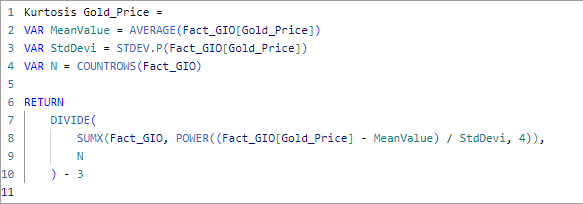 1 Kurtosis Gold_Price =
2 VAR MeanValue = AVERAGE(Fact_GIO[Gold_Price])
3 VAR StdDevi = STDEV.P(Fact_GIO[Gold_Price])
4 VAR N = COUNTROWS(Fact_GIO)
5
6 RETURN
7 DIVIDE(
8 SUMX(Fact_GIO, POWER((Fact_GIO[Gold_Price] - MeanValue) / StdDevi, 4)),
9 N
10 ) - 3
11